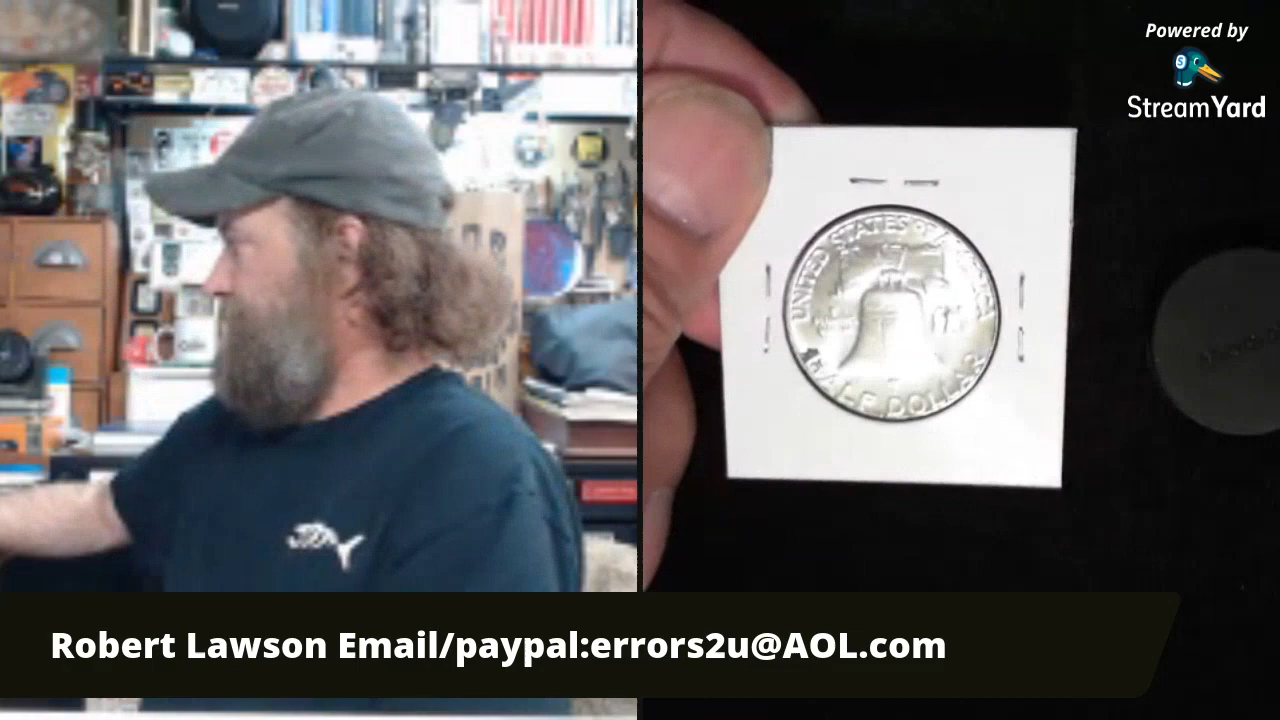 Powered by
StreamYard
UNITED STATES OF AMERICA
HALF DOLLAR
Robert Lawson Email/paypal:errors2u@AOL.com